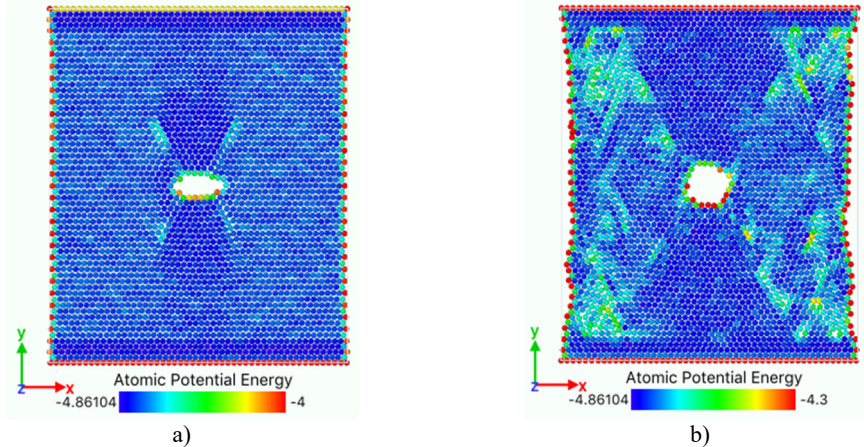 y
z
x
Atomic Potential Energy
-4.86104
-4
a)
y
z
x
Atomic Potential Energy
-4.86104
-4.3
b)